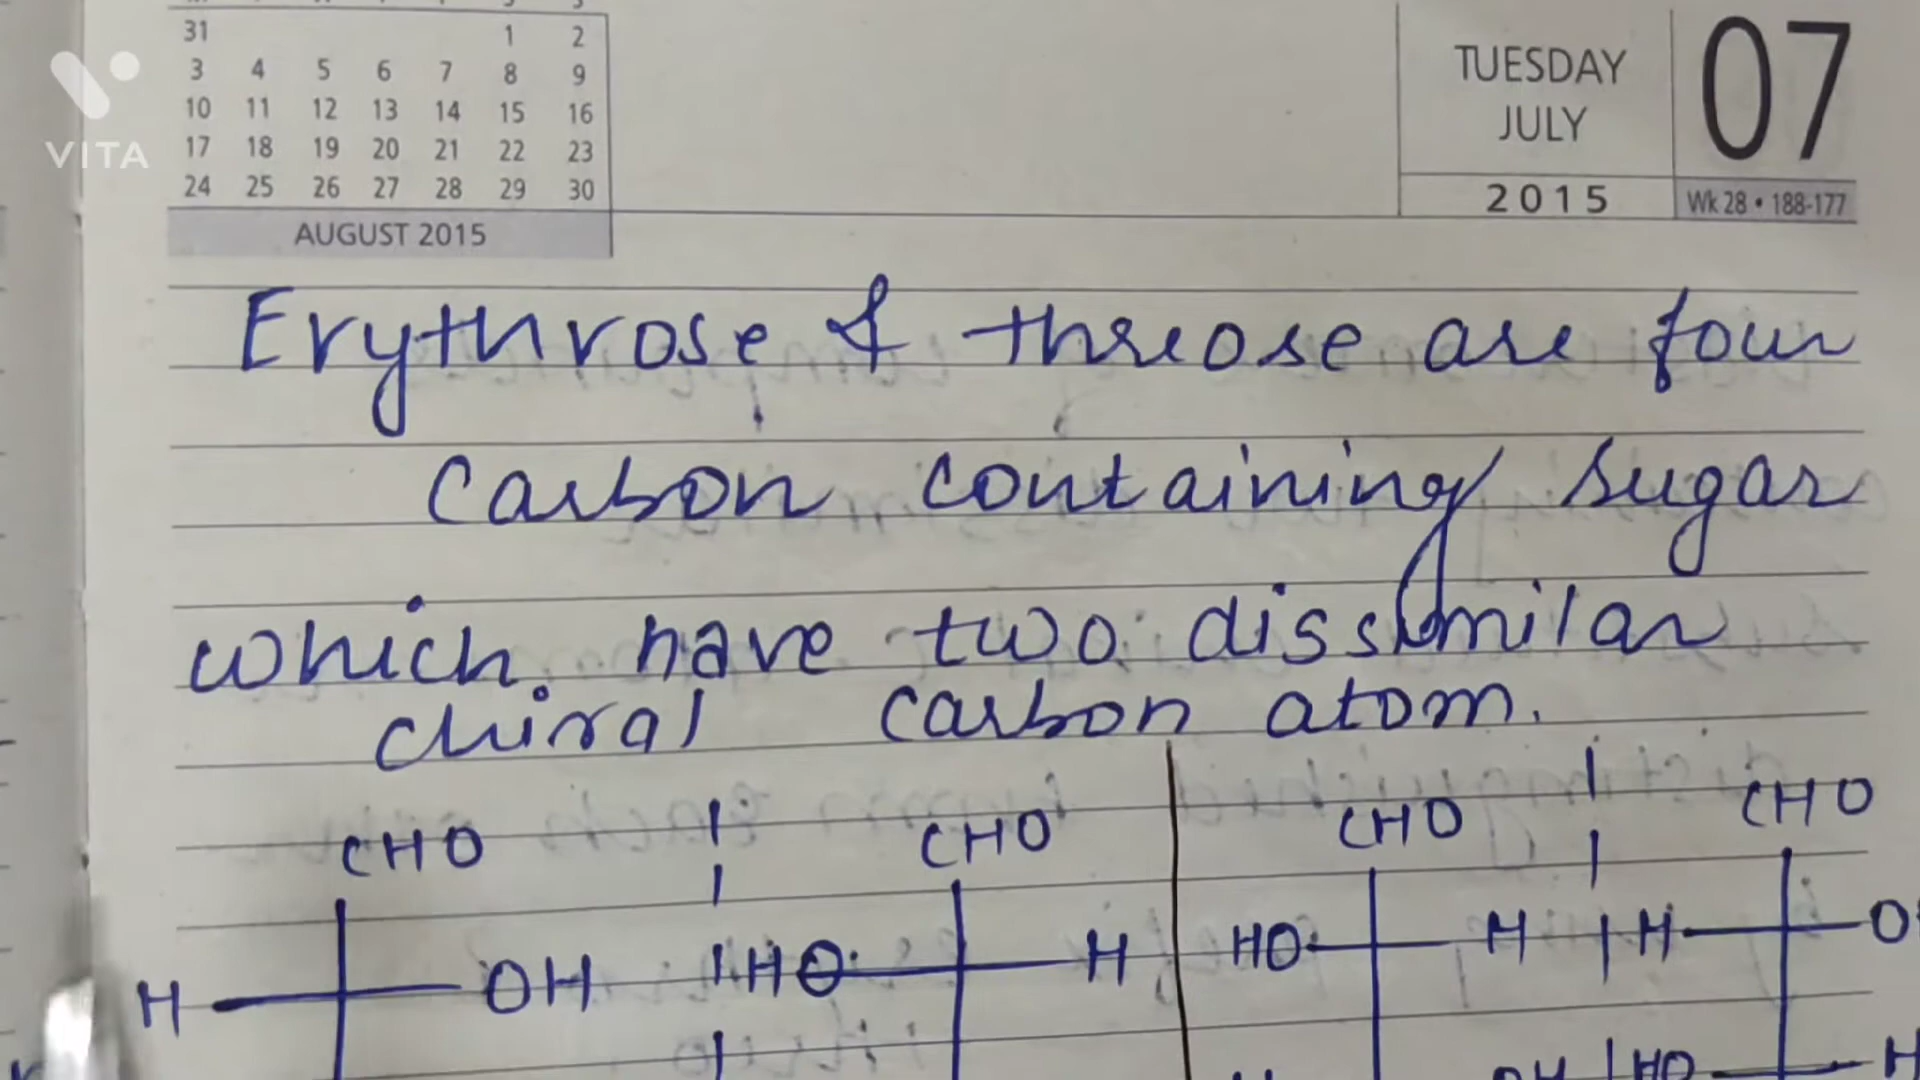 31 1 2
3 4 5 6 7 8 9
10 11 12 13 14 15 16
17 18 19 20 21 22 23
24 25 26 27 28 29 30
AUGUST 2015
VITA
TUESDAY
JULY
2015
07
Wk 28 • 188-177
Erythrose & threose are four
carbon containing sugar
which have two dissimilar
chiral carbon atom.
CHO CHO CHO CHO
H OH HO H HO H H
OH HO H